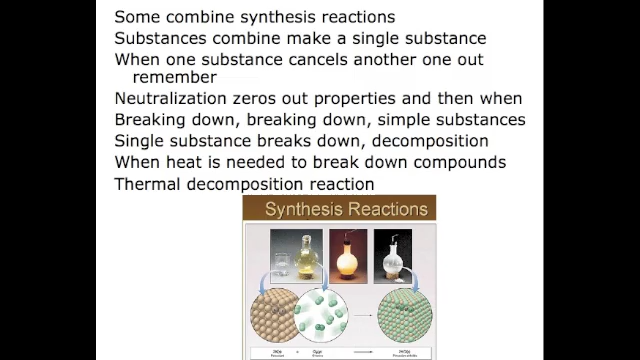 Some combine synthesis reactions
Substances combine make a single substance
When one substance cancels another one out
remember
Neutralization zeros out properties and then when
Breaking down, breaking down, simple substances
Single substance breaks down, decomposition
When heat is needed to break down compounds
Thermal decomposition reaction
Synthesis Reactions